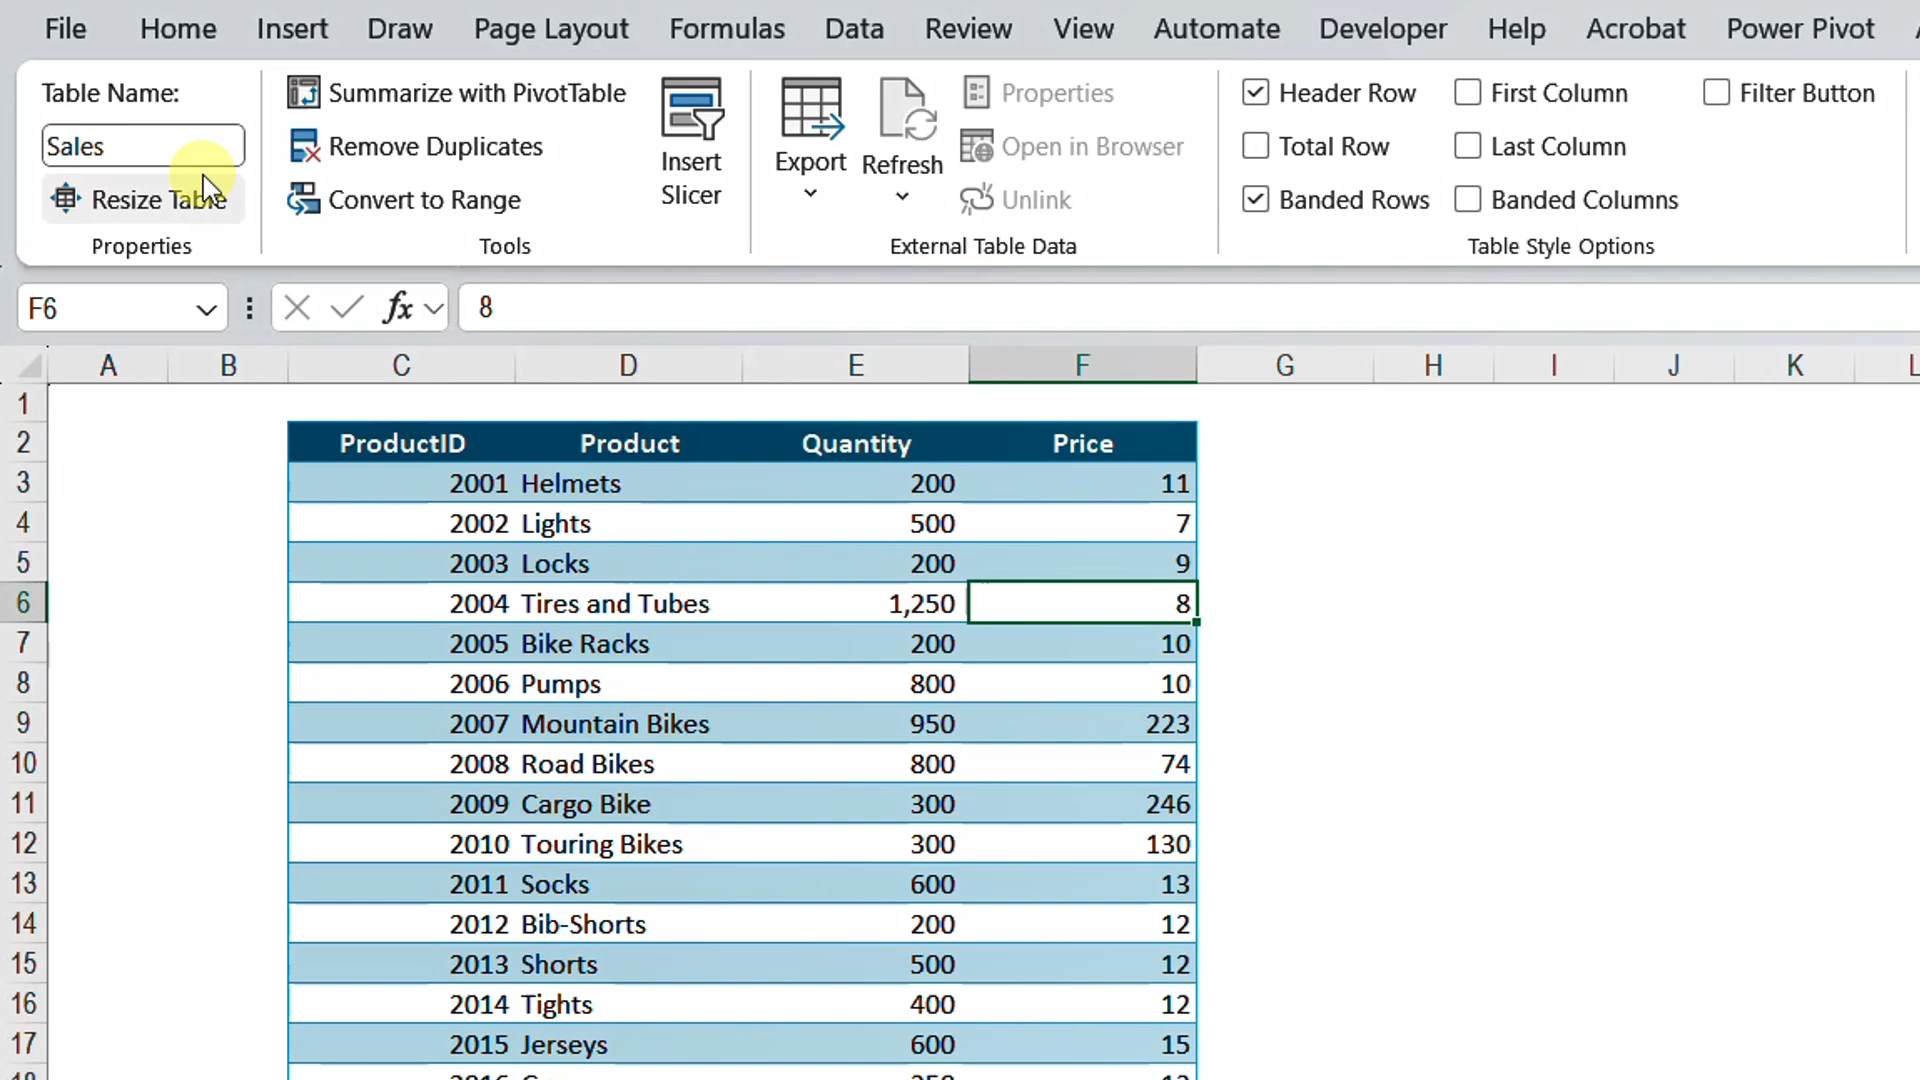 File Home Insert Draw Page Layout Formulas Data Review View Automate Developer Help Acrobat Power Pivot
Table Name:
Sales
Resize Table
Properties
Summarize with PivotTable
Remove Duplicates
Convert to Range
Tools
Insert
Slicer
Export
Refresh
Properties
Open in Browser
Unlink
External Table Data
Header Row
Total Row
Banded Rows
First Column
Last Column
Banded Columns
Filter Button
Table Style Options
F6 fx 8
A B C D E F G H I J K L
1
2 ProductID Product Quantity Price
3 2001 Helmets 200 11
4 2002 Lights 500 7
5 2003 Locks 200 9
6 2004 Tires and Tubes 1,250 8
7 2005 Bike Racks 200 10
8 2006 Pumps 800 10
9 2007 Mountain Bikes 950 223
10 2008 Road Bikes 800 74
11 2009 Cargo Bike 300 246
12 2010 Touring Bikes 300 130
13 2011 Socks 600 13
14 2012 Bib-Shorts 200 12
15 2013 Shorts 500 12
16 2014 Tights 400 12
17 2015 Jerseys 600 15